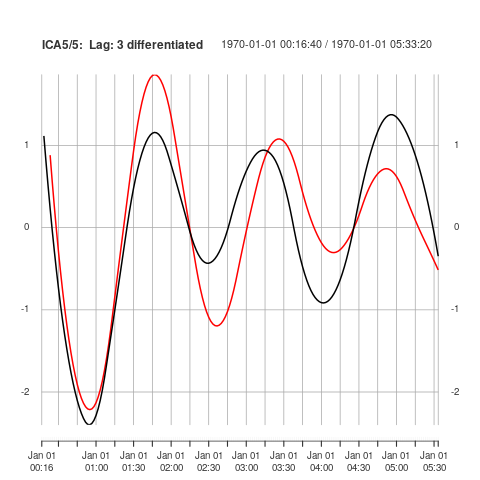 ICA5/5:  Lag: 3 differentiated 1970-01-01 00:16:40 / 1970-01-01 05:33:20
1 1
0 0
-1 -1
-2 -2
Jan 01 Jan 01 Jan 01 Jan 01 Jan 01 Jan 01 Jan 01 Jan 01 Jan 01 Jan 01 Jan 01
00:16 01:00 01:30 02:00 02:30 03:00 03:30 04:00 04:30 05:00 05:30